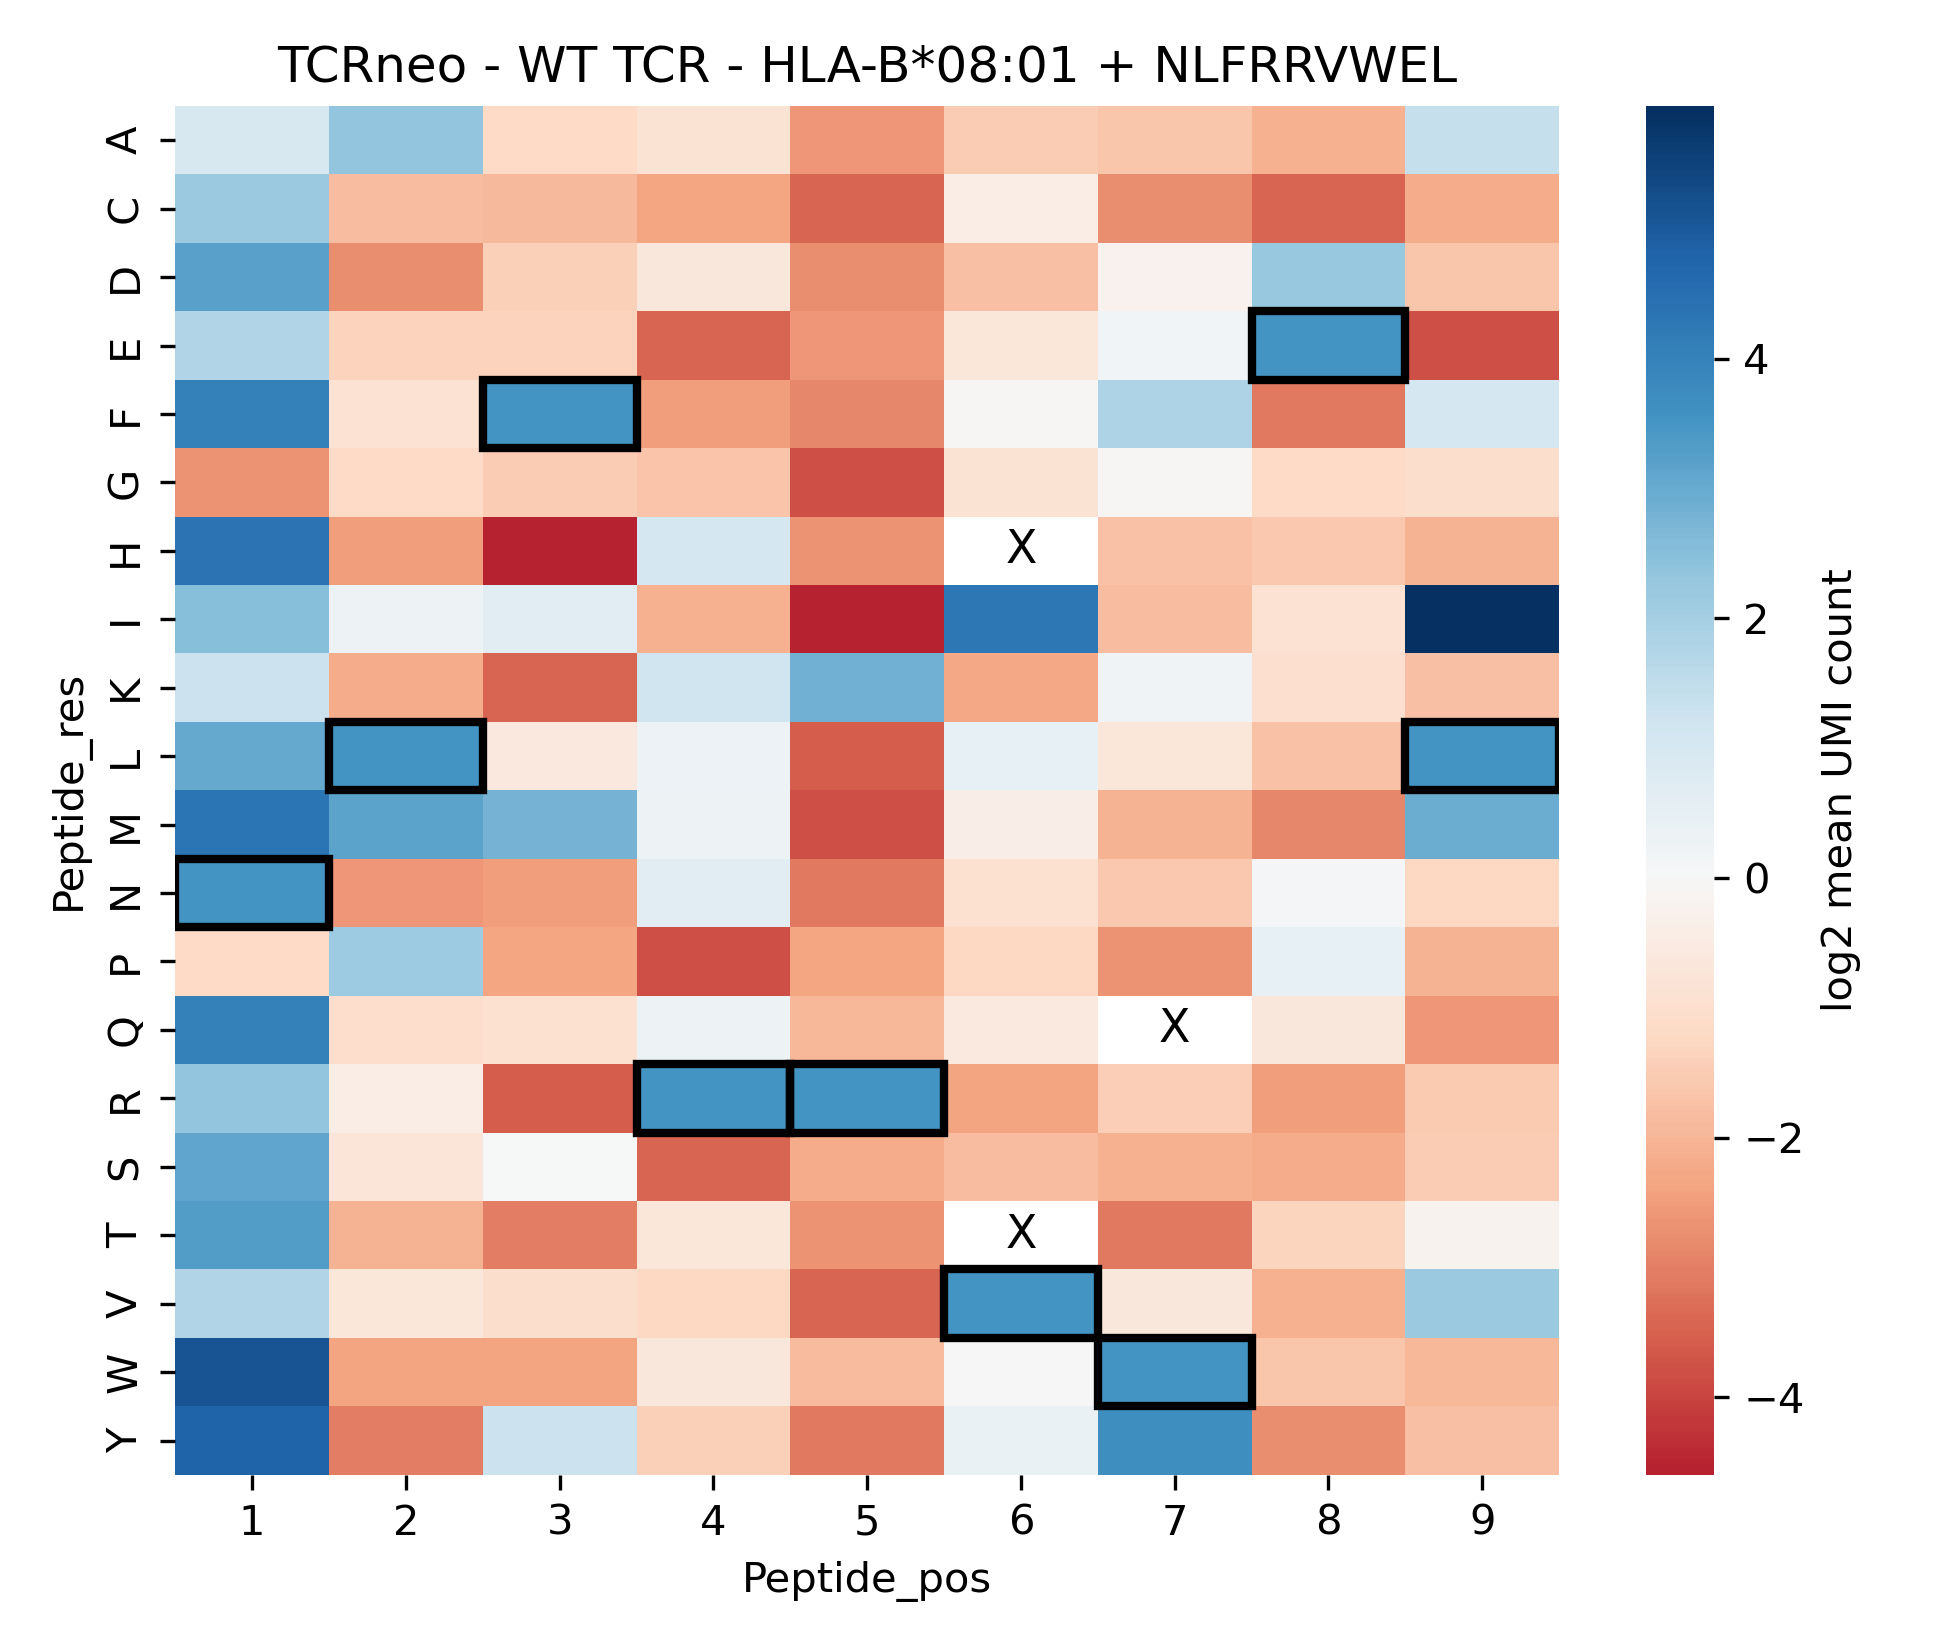 TCRneo - WT TCR - HLA-B*08:01 + NLFRRVWEL
Peptide_res
A
C
D
E
F
G
H
I
K
L
M
N
P
Q
R
S
T
V
W
Y
X
X
X
1 2 3 4 5 6 7 8 9
Peptide_pos
4
2
0
−2
−4
log2 mean UMI count